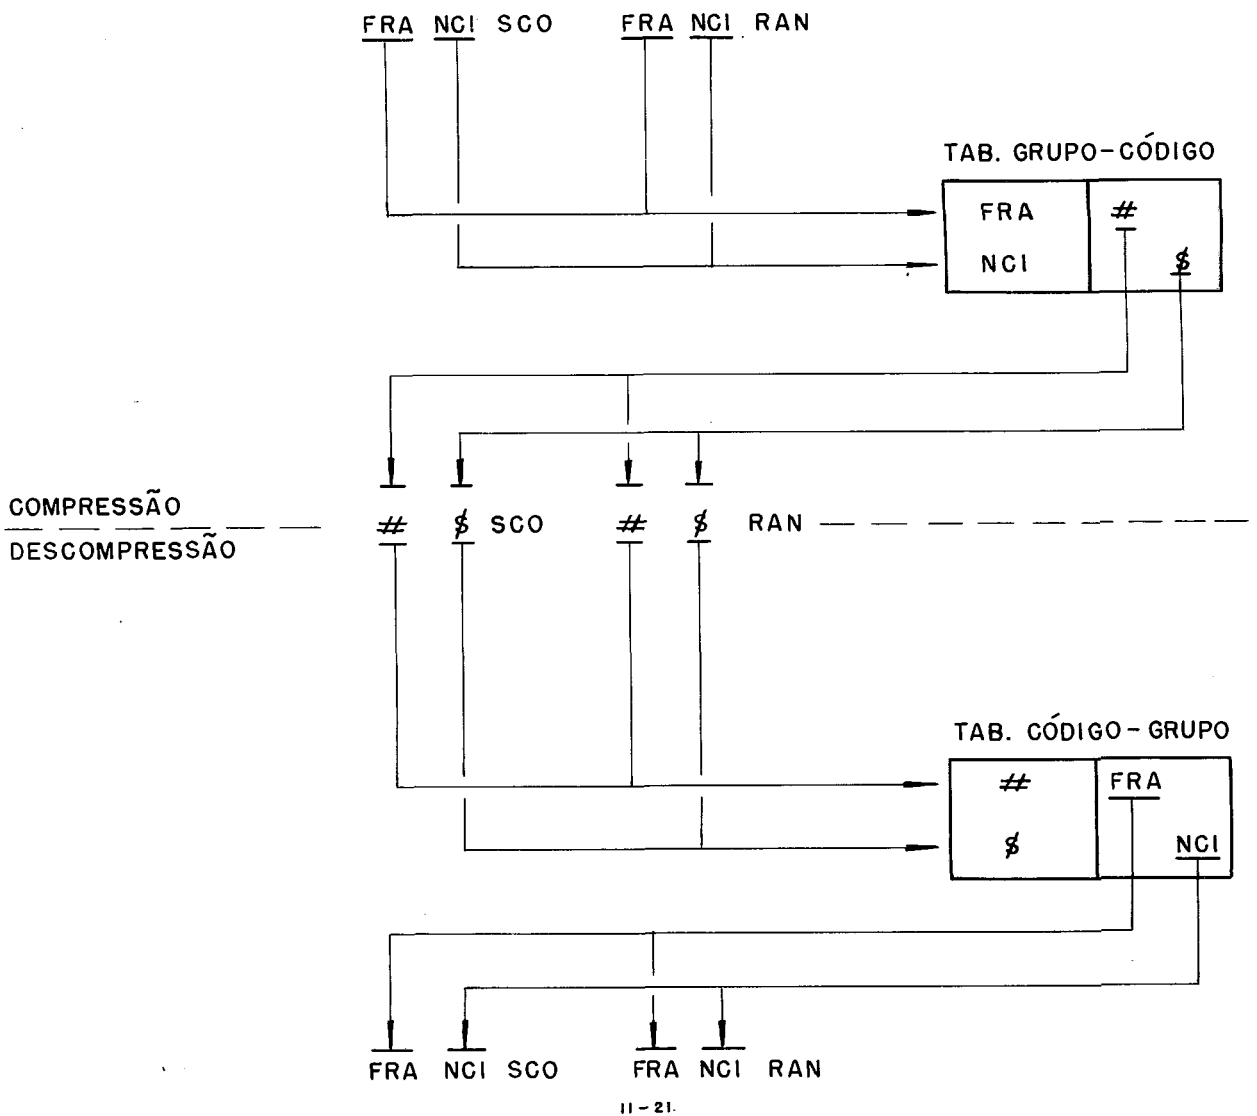 FRA NCI SCO FRA NCI RAN
TAB. GRUPO-CÓDIGO
FRA #
NCI $
COMPRESSÃO
# $ SCO # $ RAN
DESCOMPRESSÃO
TAB. CÓDIGO-GRUPO
# FRA
$ NCI
FRA NCI SCO FRA NCI RAN
11-21.